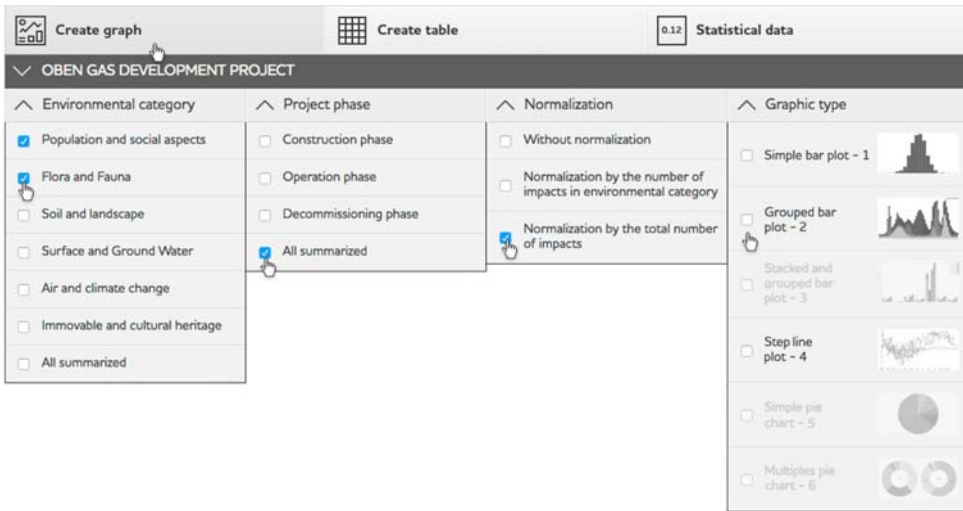 Create graph
Create table
0.12 Statistical data
OBEN GAS DEVELOPMENT PROJECT
Environmental category
Population and social aspects
Flora and Fauna
Soil and landscape
Surface and Ground Water
Air and climate change
Immovable and cultural heritage
All summarized
Project phase
Construction phase
Operation phase
Decommissioning phase
All summarized
Normalization
Without normalization
Normalization by the number of
impacts in environmental category
Normalization by the total number
of impacts
Graphic type
Simple bar plot - 1
Grouped bar
plot - 2
Stacked and
grouped bar
plot - 3
Step line
plot - 4
Simple pie
chart - 5
Multiples pie
chart - 6